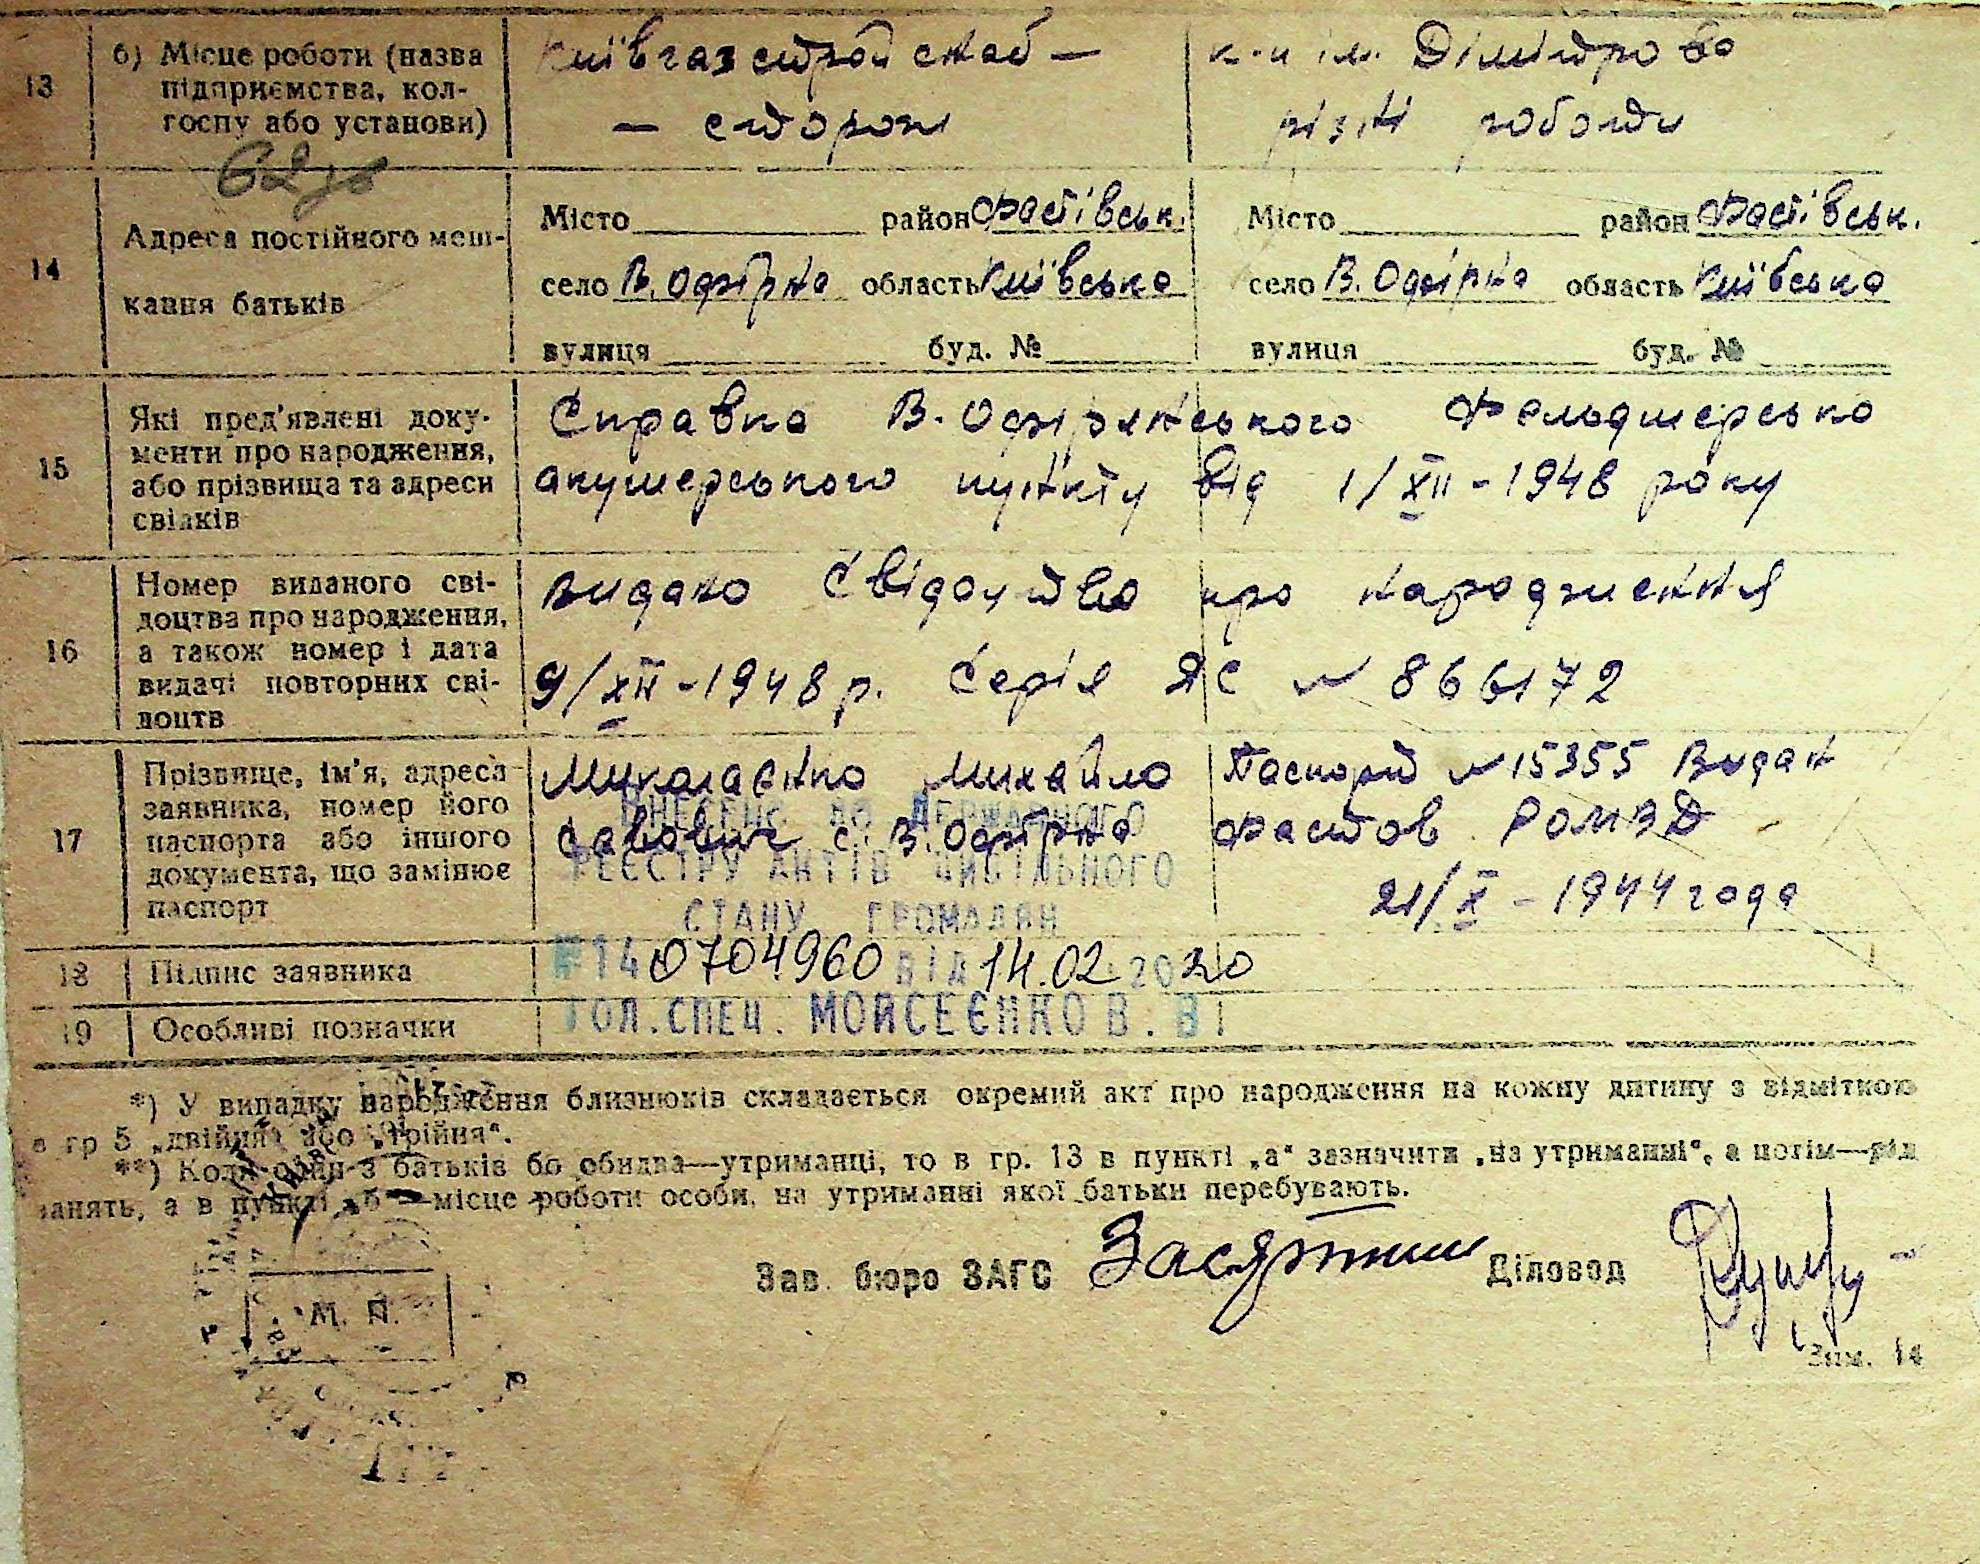 13
б) Місце роботи (назва
підприємства, кол-
госпу або установи)
Київгазстройснаб —
— сторож
к-п ім. Дімітрова
різні роботи
14
Адреса постійного меш-
кання батьків
Місто район Фастівськ.
село В. Офірна область Київська
вулиця буд. №
Місто район Фастівськ.
село В. Офірна область Київська
вулиця буд. №
15
Які пред'явлені доку-
менти про народження,
або прізвища та адреси
свідків
Справка В. Офірянського Фельдшерсько
акушерського пункту від 1/XII - 1948 року
16
Номер виданого сві-
доцтва про народження,
а також номер і дата
видачі повторних сві-
доцтв
Видано Свідоцтво про народження
9/XII - 1948 р. Серія ЯС № 866172
17
Прізвище, ім'я, адреса
заявника, номер його
паспорта або іншого
документа, що замінює
паспорт
Миколаєнко Михайло
Савович с. В. Офірна
Паспорт № 15355 Видан
Фастов РОМВД
21/X - 1944 года
ВНЕСЕНО ДО ДЕРЖАВНОГО
РЕЄСТРУ АКТІВ ЦИВІЛЬНОГО
СТАНУ ГРОМАДЯН
18
Підпис заявника
№ 140704960 ВІД 14.02.2020
19
Особливі позначки
ГОЛ.СПЕЦ. МОЙСЕЄНКО В.В.
*) У випадку народження близнюків складається окремий акт про народження на кожну дитину з відміткою
в гр 5 „двійня“ або „трійня“.
**) Коли один з батьків бо обидва—утриманці, то в гр. 13 в пункті „а“ зазначити „на утриманні“, а потім—рід
занять, а в пункті „б“—місце роботи особи, на утриманні якої батьки перебувають.
Зав. бюро ЗАГС
Діловод
М. П.
Зам. 14